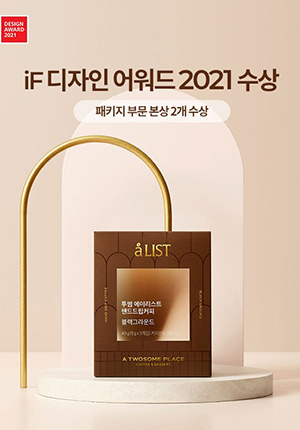 DESIGN
AWARD
2021
iF 디자인 어워드 2021 수상
패키지 부문 본상 2개 수상
åLIST
투썸 에이리스트
핸드드립커피
블랙그라운드
A TWOSOME PLACE
COFFEE & DESSERT